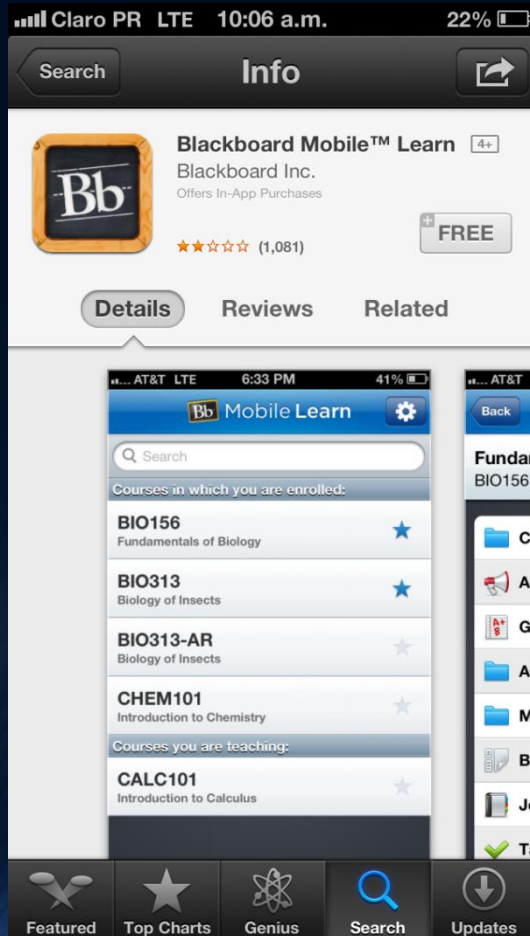 Claro PR LTE 10:06 a.m. 22%
Search Info
Bb
Blackboard Mobile™ Learn 4+
Blackboard Inc.
Offers In-App Purchases
(1,081)
FREE
Details Reviews Related
AT&T LTE 6:33 PM 41%
Bb Mobile Learn
Search
Courses in which you are enrolled:
BIO156
Fundamentals of Biology
BIO313
Biology of Insects
BIO313-AR
Biology of Insects
CHEM101
Introduction to Chemistry
Courses you are teaching:
CALC101
Introduction to Calculus
AT&T
Back
BIO156
Featured Top Charts Genius Search Updates